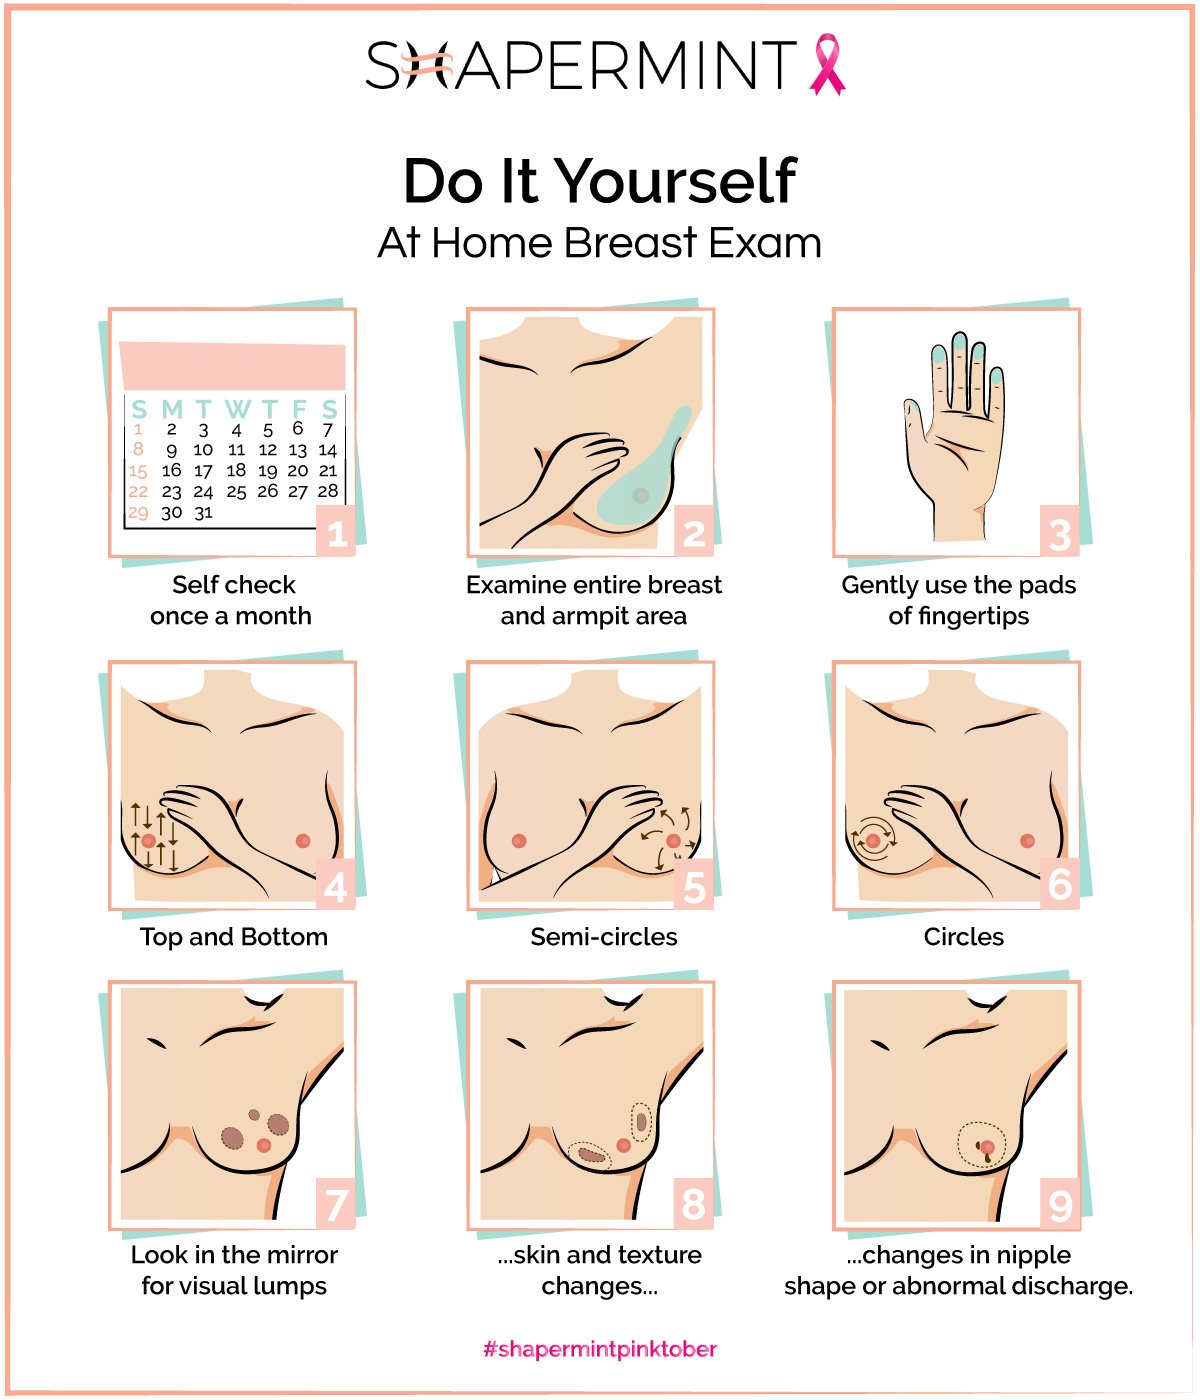 SHAPERMINT
Do It Yourself
At Home Breast Exam
S M T W T F S
1 2 3 4 5 6 7
8 9 10 11 12 13 14
15 16 17 18 19 20 21
22 23 24 25 26 27 28
29 30 31
1
Self check
once a month
2
Examine entire breast
and armpit area
3
Gently use the pads
of fingertips
4
Top and Bottom
5
Semi-circles
6
Circles
7
Look in the mirror
for visual lumps
8
...skin and texture
changes...
9
...changes in nipple
shape or abnormal discharge.
#shapermintpinktober